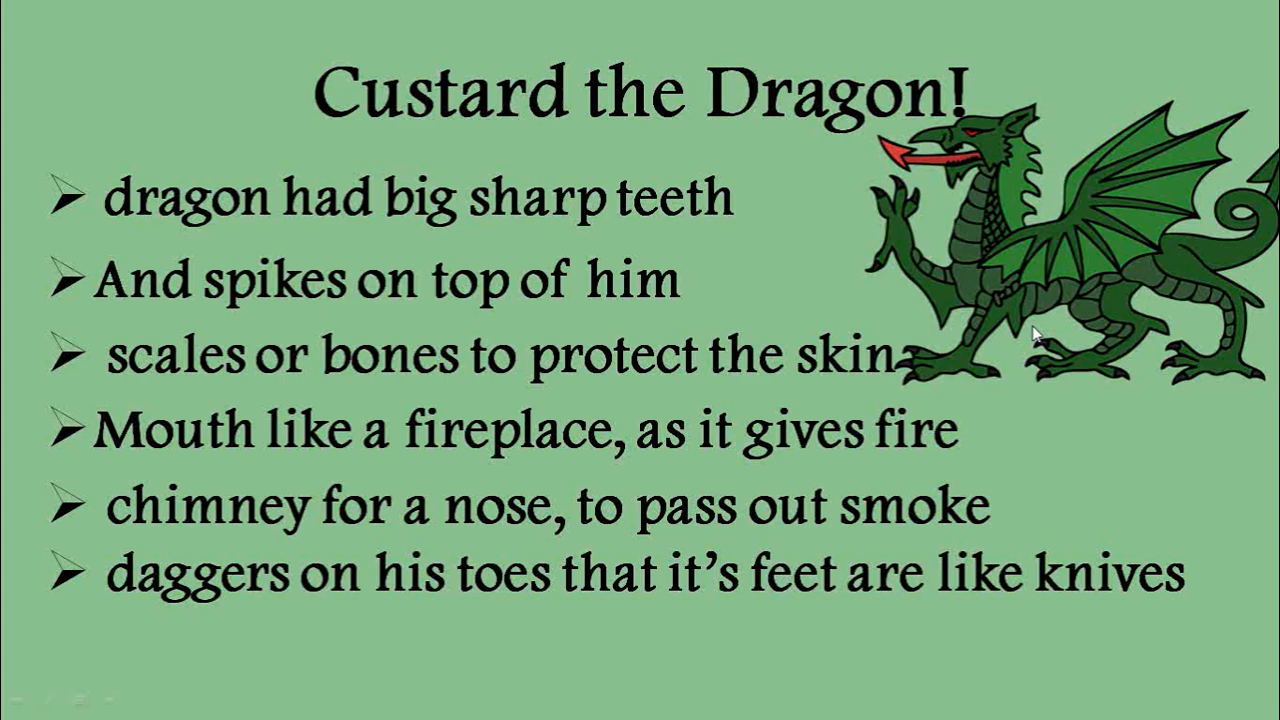 Custard the Dragon!
➢ dragon had big sharp teeth
➢ And spikes on top of him
➢ scales or bones to protect the skin
➢ Mouth like a fireplace, as it gives fire
➢ chimney for a nose, to pass out smoke
➢ daggers on his toes that it’s feet are like knives